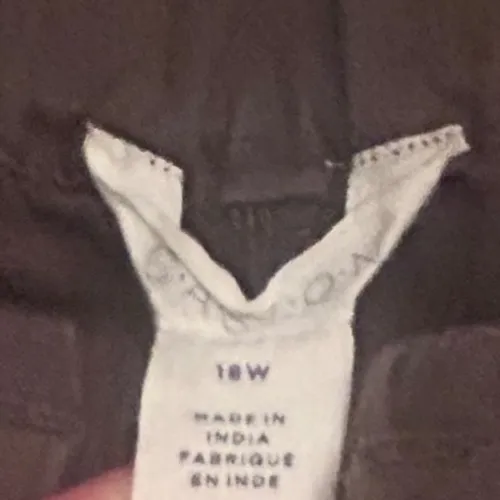 18W
MADE IN
INDIA
FABRIQUE
EN INDE